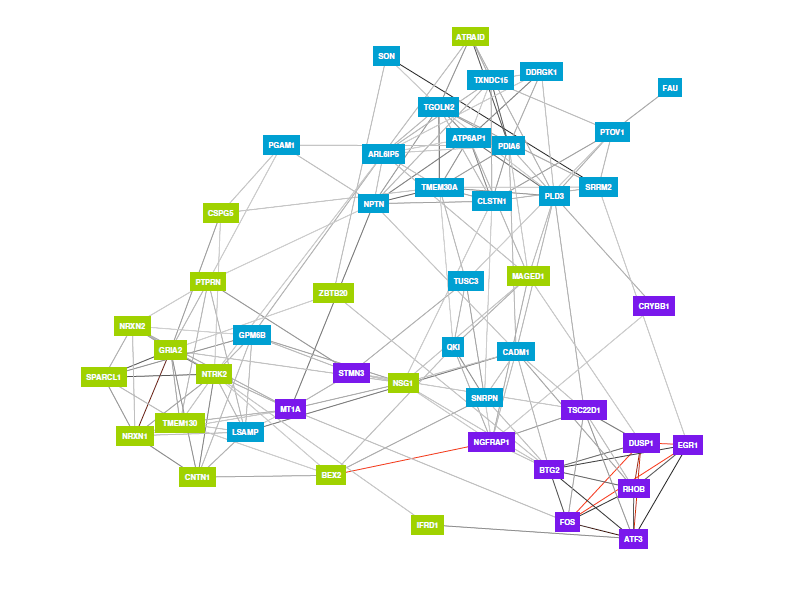 ATRAID
SON
DDRGK1
TXNDC15
FAU
TGOLN2
PTOV1
ATP6AP1
PDIA6
PGAM1
ARL6IP5
TMEM30A
SRRM2
PLD3
CLSTN1
NPTN
CSPG5
MAGED1
TUSC3
PTPRN
ZBTB20
CRYBB1
NRXN2
GPM6B
QKI
GRIA2
CADM1
STMN3
NTRK2
SPARCL1
NSG1
SNRPN
MT1A
TSC22D1
TMEM130
LSAMP
NRXN1
NGFRAP1
DUSP1
EGR1
BTG2
BEX2
CNTN1
RHOB
FOS
IFRD1
ATF3